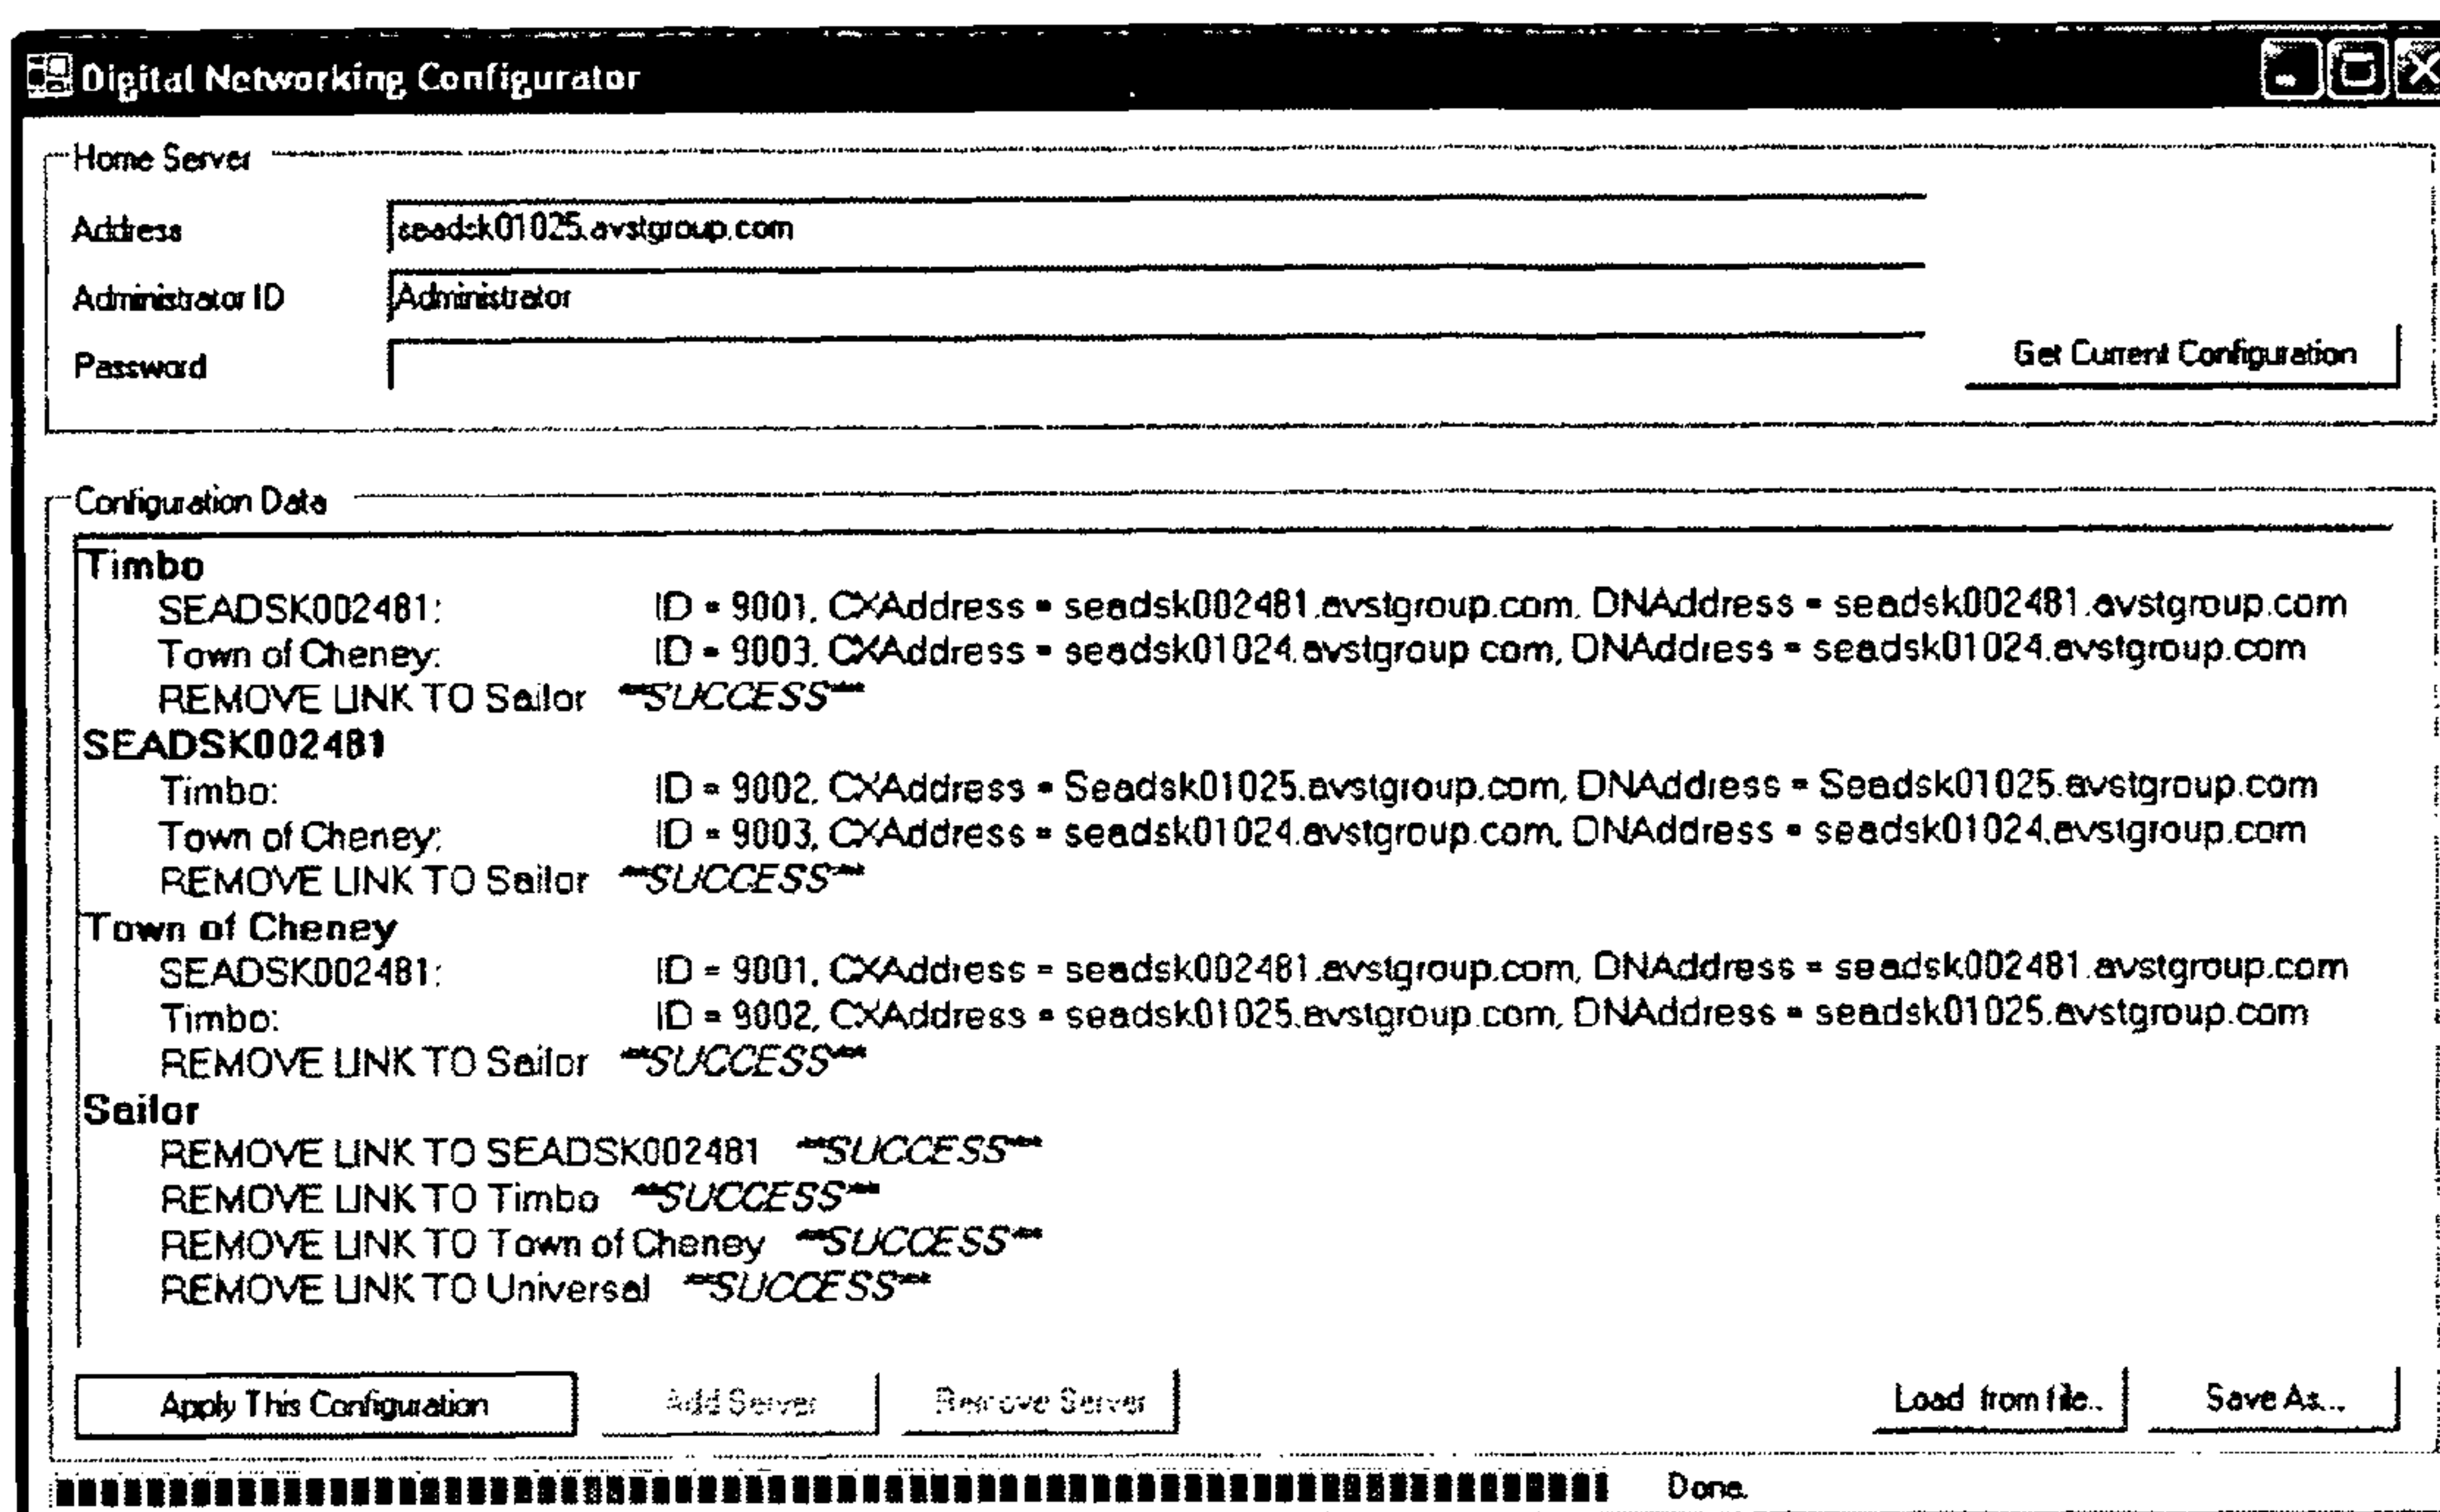 Digital Networking Configurator
Home Server
Address seadsk01025.avstgroup.com
Administrator ID Administrator
Password
Get Current Configuration
Configuration Data
Timbo
SEADSK002481: ID = 9001, CXAddress = seadsk002481.avstgroup.com, DNAddress = seadsk002481.avstgroup.com
Town of Cheney: ID = 9003, CXAddress = seadsk01024.avstgroup.com, DNAddress = seadsk01024.avstgroup.com
REMOVE LINK TO Sailor **SUCCESS**
SEADSK002481
Timbo: ID = 9002, CXAddress = Seadsk01025.avstgroup.com, DNAddress = Seadsk01025.avstgroup.com
Town of Cheney: ID = 9003, CXAddress = seadsk01024.avstgroup.com, DNAddress = seadsk01024.avstgroup.com
REMOVE LINK TO Sailor **SUCCESS**
Town of Cheney
SEADSK002481: ID = 9001, CXAddress = seadsk002481.avstgroup.com, DNAddress = seadsk002481.avstgroup.com
Timbo: ID = 9002, CXAddress = seadsk01025.avstgroup.com, DNAddress = seadsk01025.avstgroup.com
REMOVE LINK TO Sailor **SUCCESS**
Sailor
REMOVE LINK TO SEADSK002481 **SUCCESS**
REMOVE LINK TO Timbo **SUCCESS**
REMOVE LINK TO Town of Cheney **SUCCESS**
REMOVE LINK TO Universal **SUCCESS**
Apply This Configuration Add Server Remove Server Load from file.. Save As...
Done.